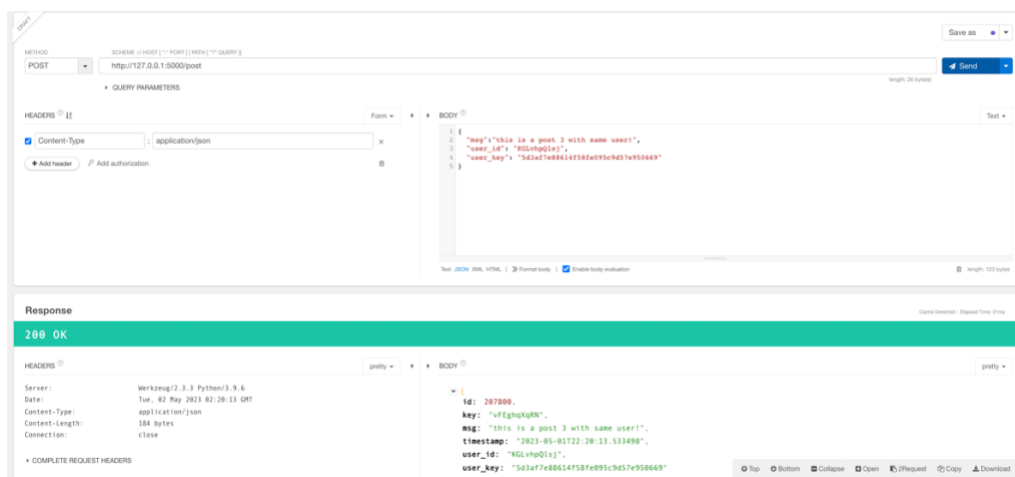 DRAFT
Save as
METHOD
SCHEME :// HOST [ ":" PORT ] [ PATH [ "?" QUERY ]]
POST
http://127.0.0.1:5000/post
Send
length: 26 byte(s)
QUERY PARAMETERS
HEADERS
Form
BODY
Text
Content-Type : application/json
+ Add header
Add authorization
1 {
2 "msg":"this is a post 3 with same user!",
3 "user_id": "KGLvhpQlsj",
4 "user_key": "5d3af7e88614f58fe095c9d57e950669"
5 }
Text JSON XML HTML | Format body | Enable body evaluation
length: 123 bytes
Response
Cache Detected - Elapsed Time: 31ms
200 OK
HEADERS
pretty
BODY
pretty
Server: Werkzeug/2.3.3 Python/3.9.6
Date: Tue, 02 May 2023 02:20:13 GMT
Content-Type: application/json
Content-Length: 184 bytes
Connection: close
COMPLETE REQUEST HEADERS
{
id: 207800,
key: "vFEghqXqRN",
msg: "this is a post 3 with same user!",
timestamp: "2023-05-01T22:20:13.533498",
user_id: "KGLvhpQlsj",
user_key: "5d3af7e88614f58fe095c9d57e950669"
Top Bottom Collapse Open 2Request Copy Download